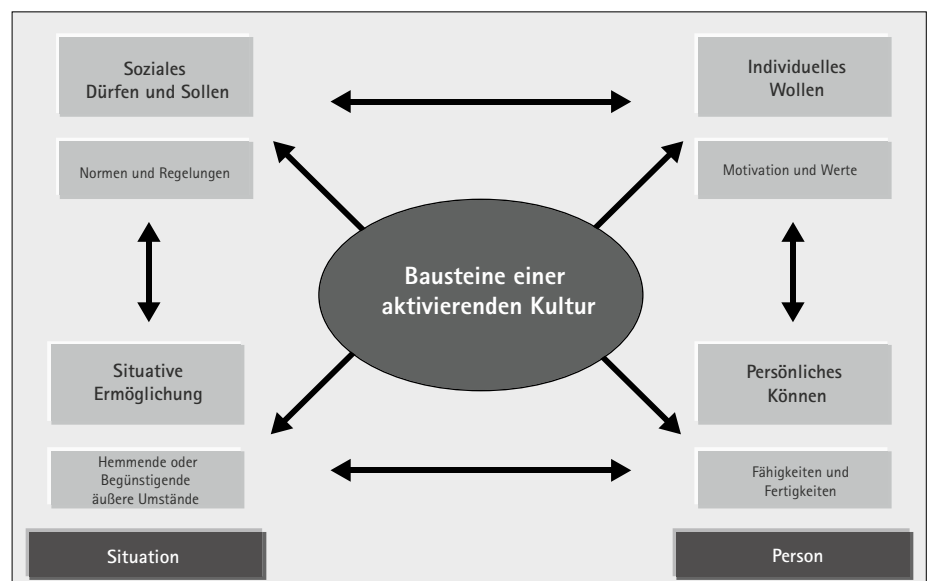 Soziales
Dürfen und Sollen
Individuelles
Wollen
Normen und Regelungen
Motivation und Werte
Bausteine einer
aktivierenden Kultur
Situative
Ermöglichung
Persönliches
Können
Hemmende oder
Begünstigende
äußere Umstände
Fähigkeiten und
Fertigkeiten
Situation
Person